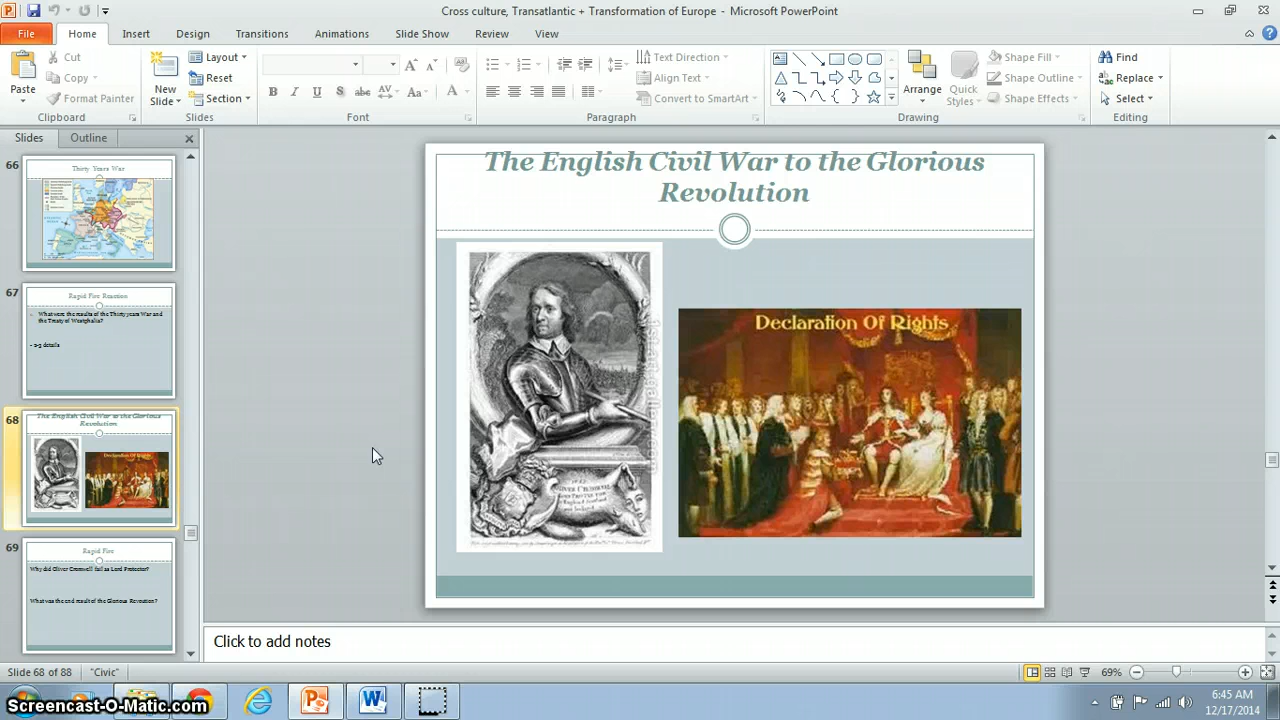 Cross culture, Transatlantic + Transformation of Europe - Microsoft PowerPoint
File Home Insert Design Transitions Animations Slide Show Review View
Paste
Cut
Copy
Format Painter
Clipboard
New Slide
Layout
Reset
Section
Slides
B I U S abc AV Aa A
Font
Text Direction
Align Text
Convert to SmartArt
Paragraph
Arrange
Quick Styles
Shape Fill
Shape Outline
Shape Effects
Drawing
Find
Replace
Select
Editing
Slides Outline
66
Thirty Years War
67
Rapid Fire Reaction
What were the results of the Thirty years War and
the Treaty of Westphalia?
- 2-3 details
68
The English Civil War to the Glorious
Revolution
Declaration Of Rights
69
Rapid Fire
Why did Oliver Cromwell fail as Lord Protector?
What was the end result of the Glorious Revoution?
The English Civil War to the Glorious
Revolution
Declaration Of Rights
Click to add notes
Slide 68 of 88 "Civic" 69%
Screencast-O-Matic.com
6:45 AM
12/17/2014